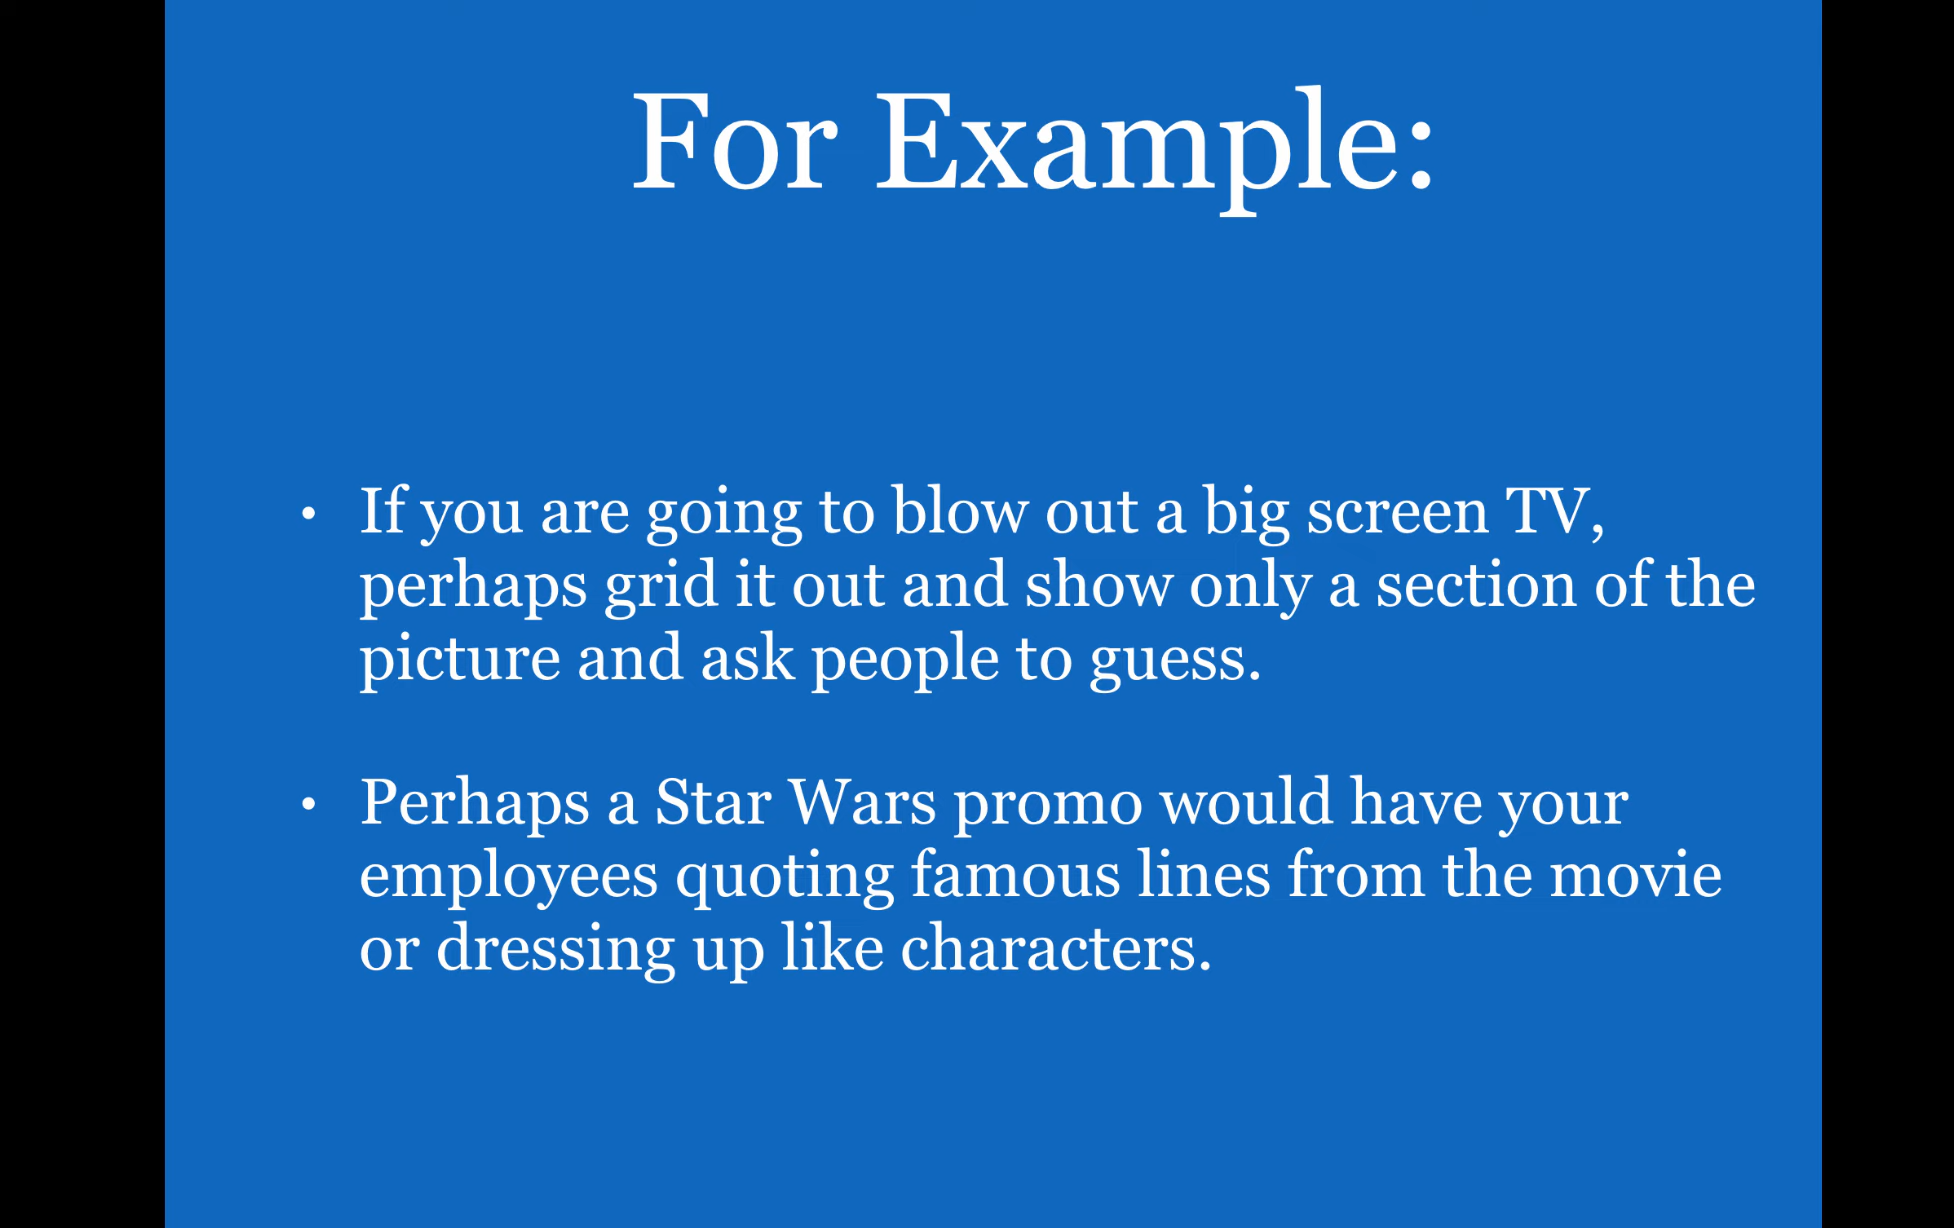 For Example:
• If you are going to blow out a big screen TV,
perhaps grid it out and show only a section of the
picture and ask people to guess.
• Perhaps a Star Wars promo would have your
employees quoting famous lines from the movie
or dressing up like characters.